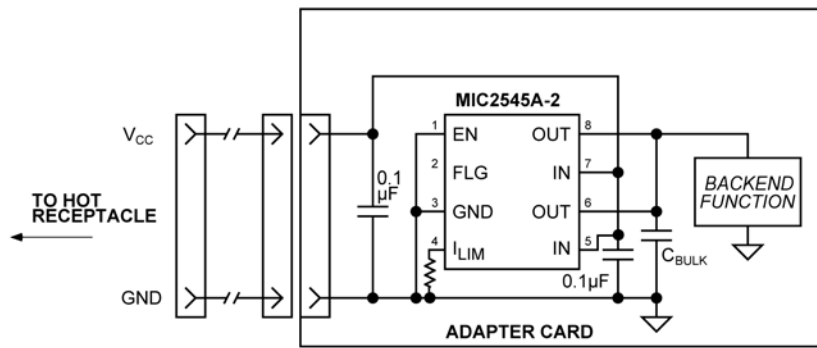 MIC2545A-2
VCC
TO HOT
RECEPTACLE
GND
0.1
µF
1
EN
OUT
8
2
FLG
IN
7
3
GND
OUT
6
4
ILIM
IN
5
0.1µF
CBULK
BACKEND
FUNCTION
ADAPTER CARD